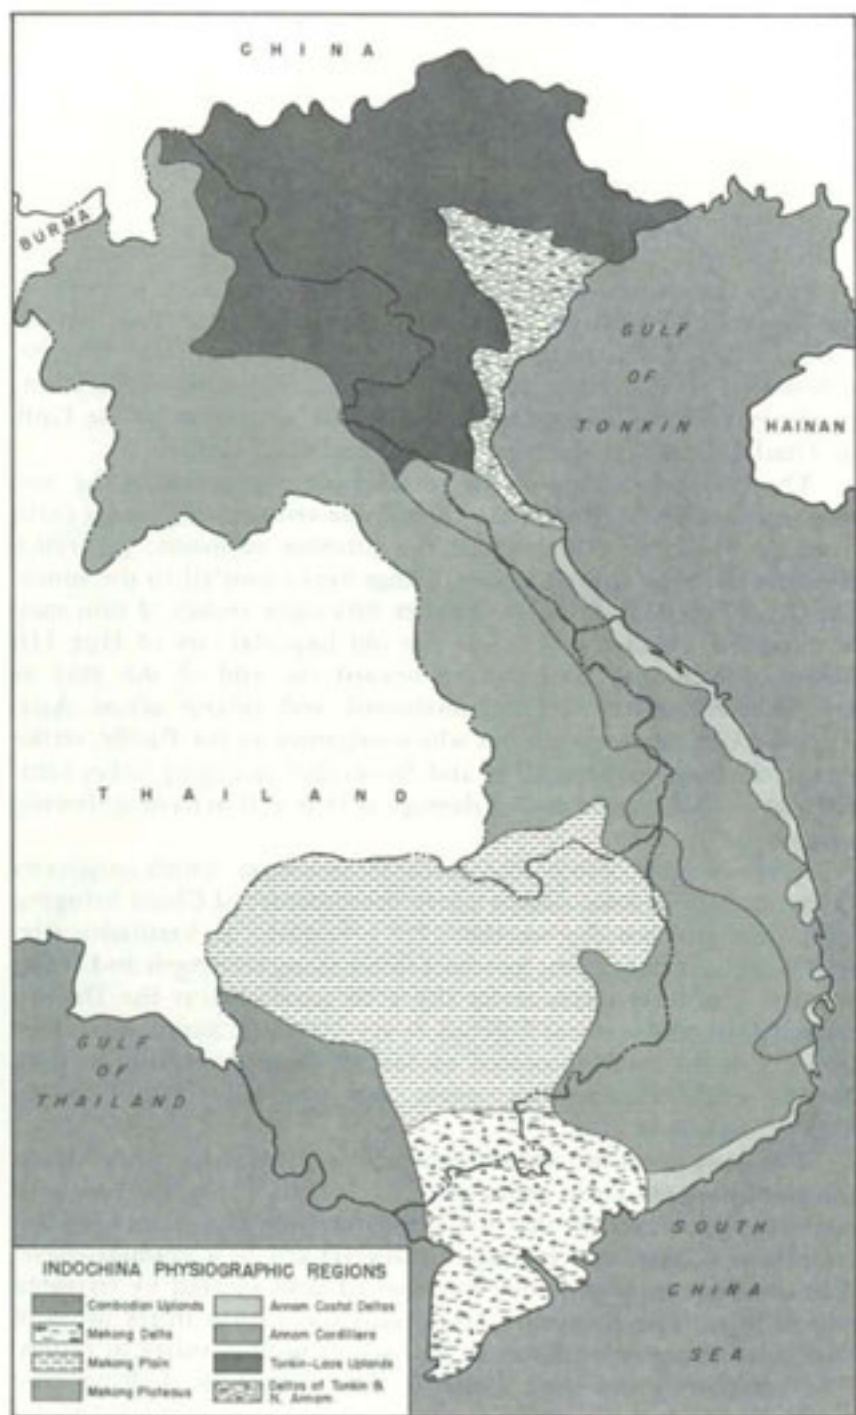 CHINA
BURMA
GULF
OF
TONKIN
HAINAN
THAILAND
GULF
OF
THAILAND
SOUTH
CHINA
SEA
INDOCHINA PHYSIOGRAPHIC REGIONS
Cambodian Uplands
Mekong Delta
Mekong Plain
Mekong Plateaus
Annam Costal Deltas
Annam Cordillera
Tonkin-Laos Uplands
Deltas of Tonkin &
N. Annam